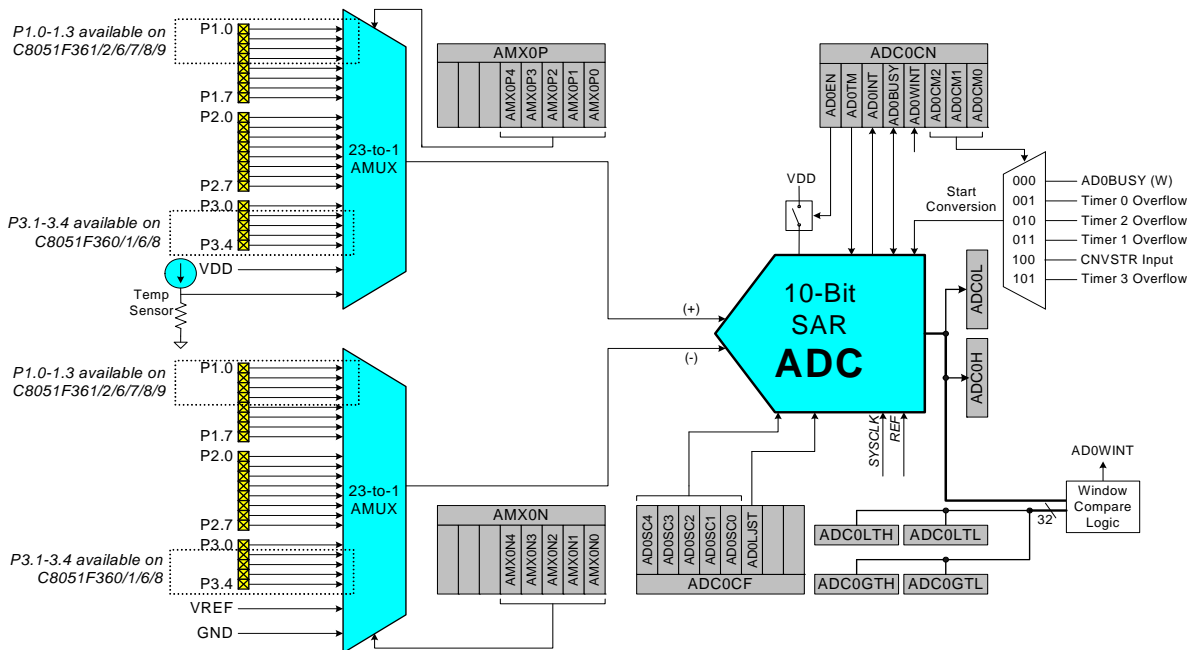 P1.0-1.3 available on
C8051F361/2/6/7/8/9
P1.0
P1.7
P2.0
P2.7
P3.1-3.4 available on
C8051F360/1/6/8
P3.0
P3.4
VDD
Temp
Sensor
23-to-1
AMUX
AMX0P
AMX0P4
AMX0P3
AMX0P2
AMX0P1
AMX0P0
ADC0CN
AD0EN
AD0TM
AD0INT
AD0BUSY
AD0WINT
AD0CM2
AD0CM1
AD0CM0
VDD
Start
Conversion
000
AD0BUSY (W)
001
Timer 0 Overflow
010
Timer 2 Overflow
011
Timer 1 Overflow
100
CNVSTR Input
101
Timer 3 Overflow
(+)
(-)
10-Bit
SAR
ADC
ADC0L
ADC0H
SYSCLK
REF
P1.0-1.3 available on
C8051F361/2/6/7/8/9
P1.0
P1.7
P2.0
P2.7
P3.1-3.4 available on
C8051F360/1/6/8
P3.0
P3.4
VREF
GND
23-to-1
AMUX
AMX0N
AMX0N4
AMX0N3
AMX0N2
AMX0N1
AMX0N0
AD0SC4
AD0SC3
AD0SC2
AD0SC1
AD0SC0
AD0LJST
ADC0CF
AD0WINT
Window
Compare
Logic
32
ADC0LTH
ADC0LTL
ADC0GTH
ADC0GTL